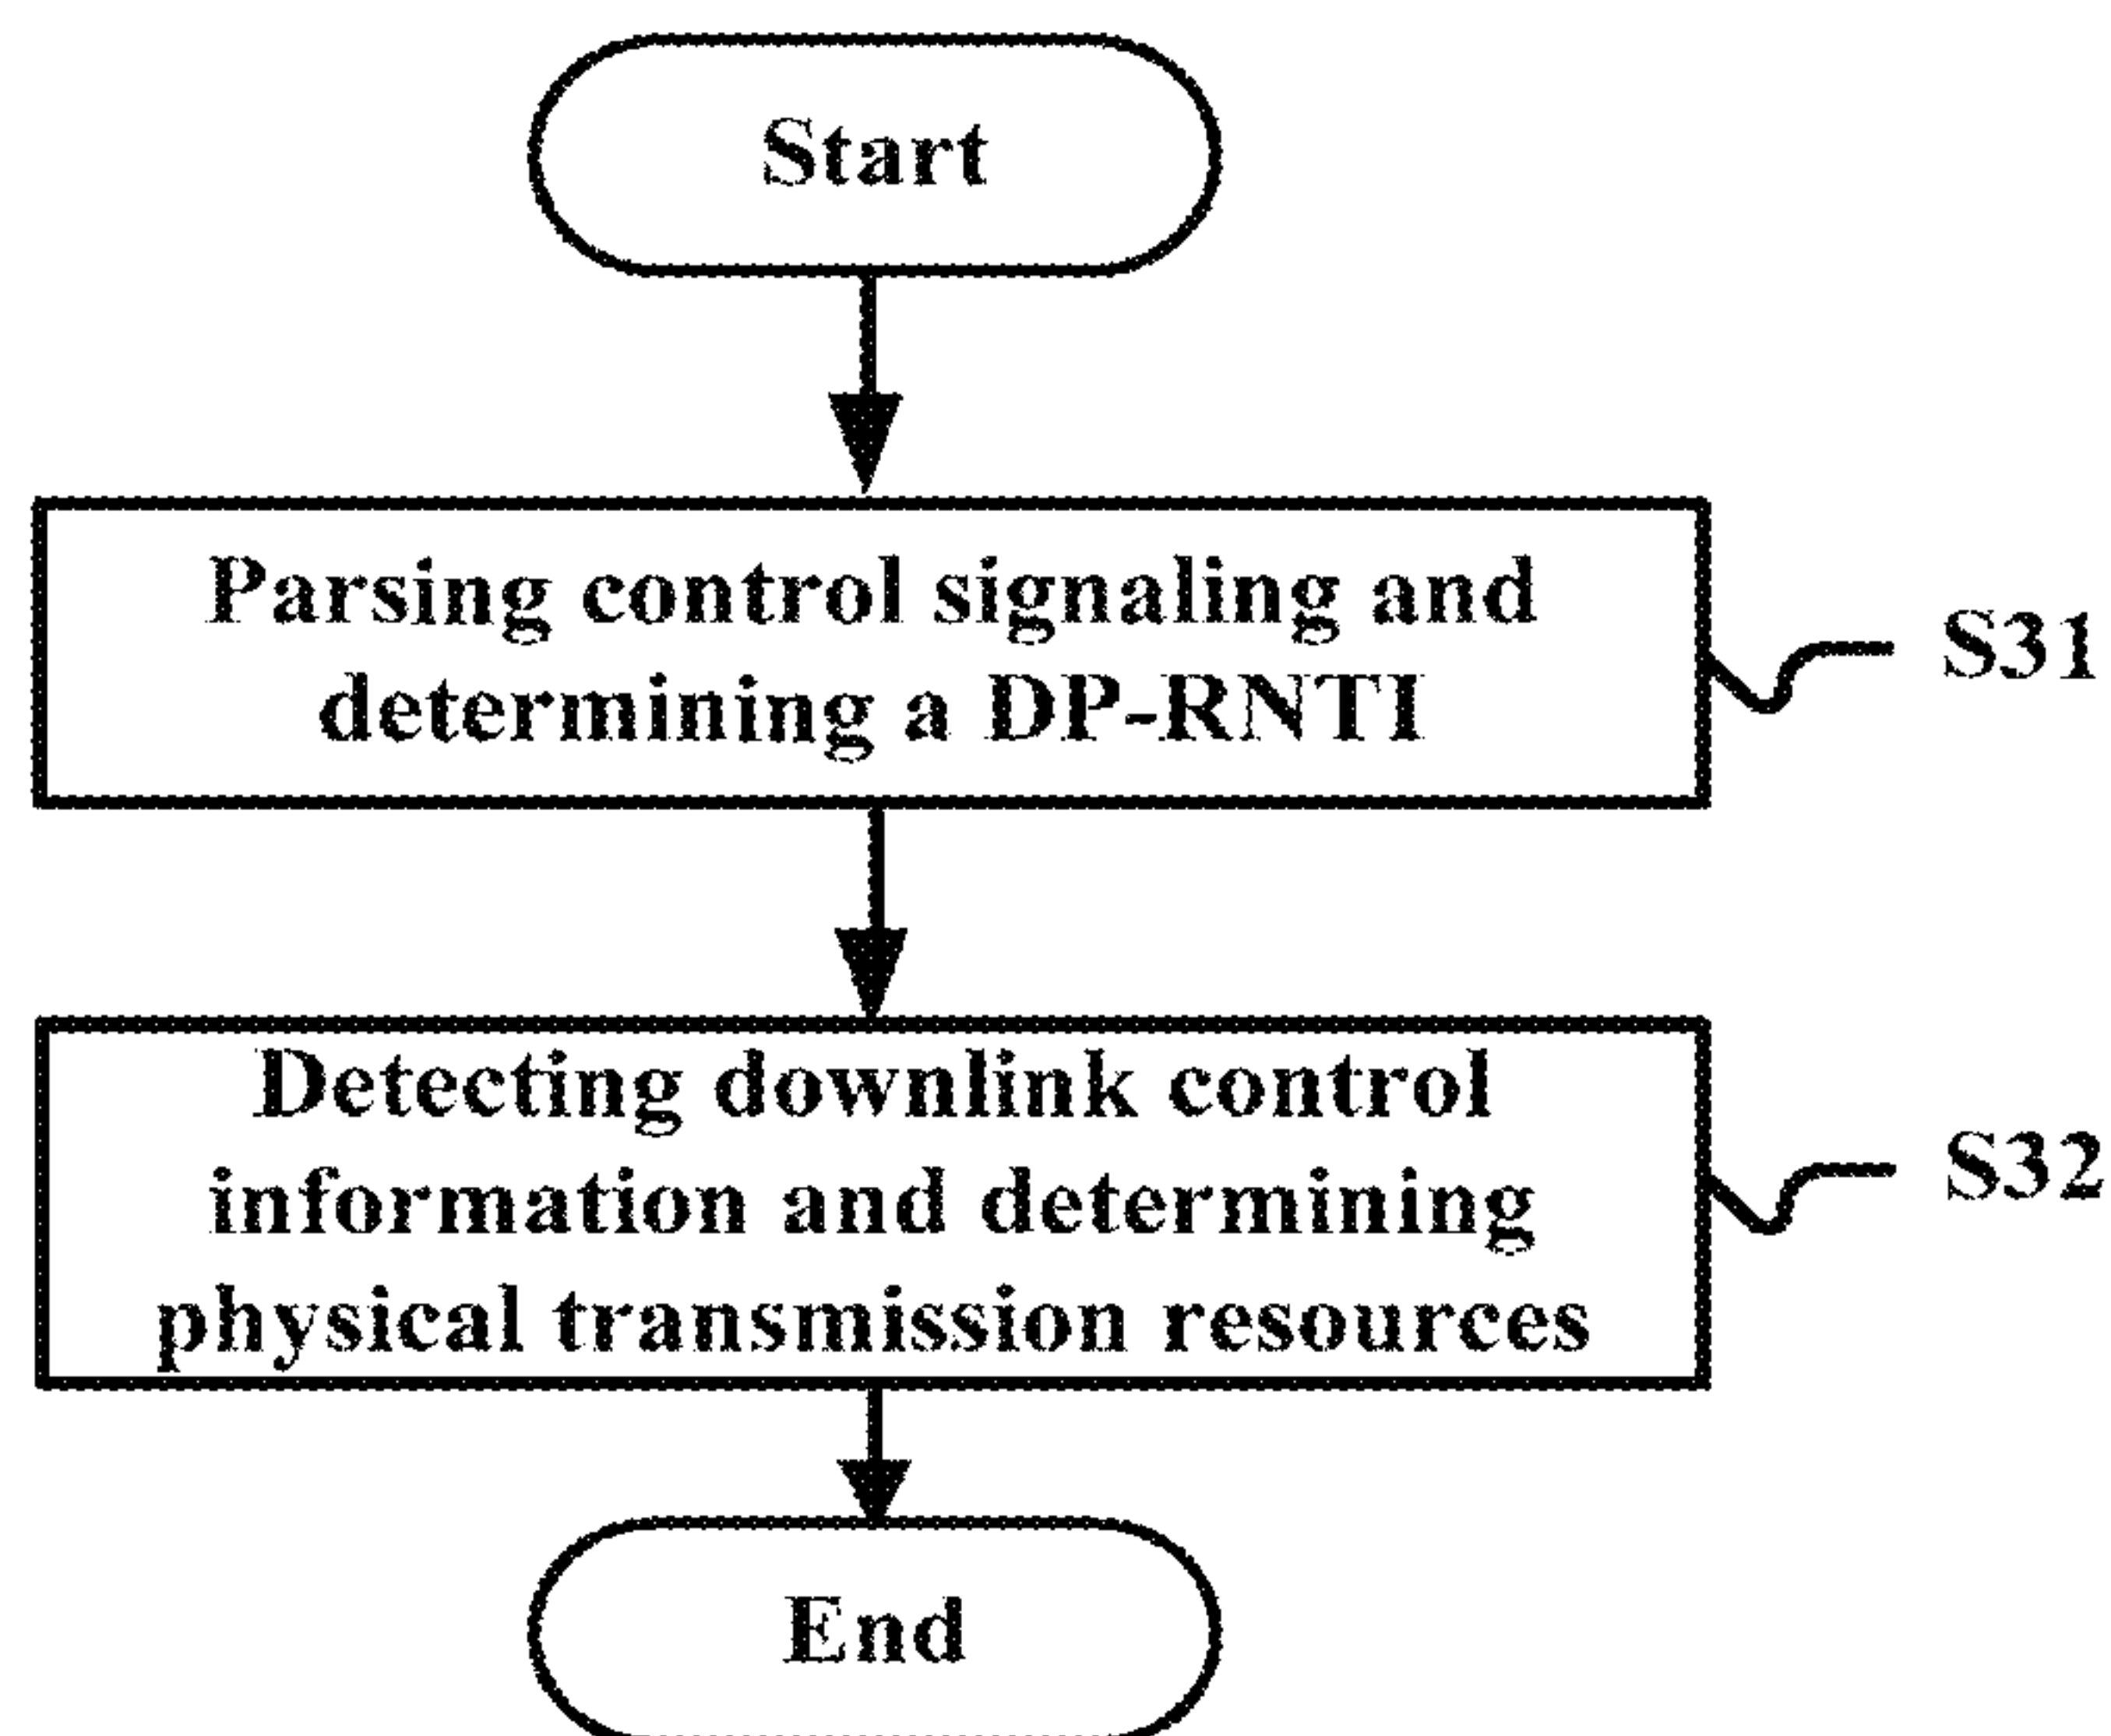 Start
Parsing control signaling and
determining a DP-RNTI
S31
Detecting downlink control
information and determining
physical transmission resources
S32
End